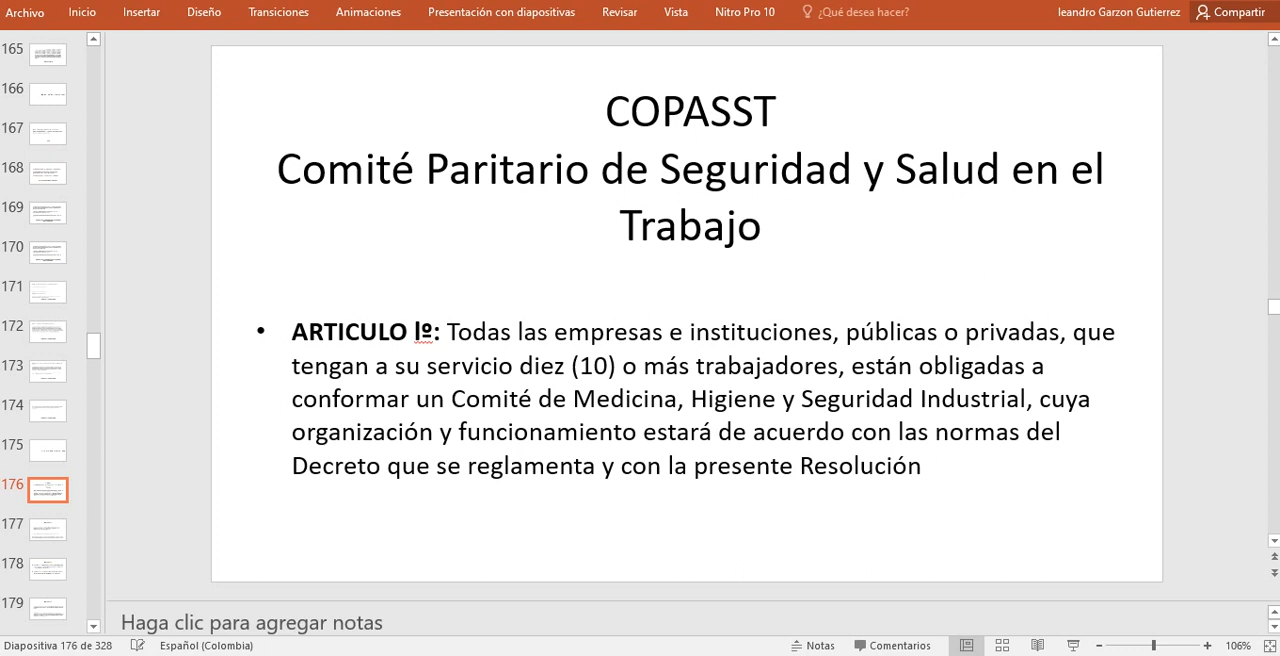 Archivo Inicio Insertar Diseño Transiciones Animaciones Presentación con diapositivas Revisar Vista Nitro Pro 10 ¿Qué desea hacer? leandro Garzon Gutierrez Compartir
165
166
167
168
169
170
171
172
173
174
175
176
177
178
179
COPASST
Comité Paritario de Seguridad y Salud en el
Trabajo
• ARTICULO lº: Todas las empresas e instituciones, públicas o privadas, que
tengan a su servicio diez (10) o más trabajadores, están obligadas a
conformar un Comité de Medicina, Higiene y Seguridad Industrial, cuya
organización y funcionamiento estará de acuerdo con las normas del
Decreto que se reglamenta y con la presente Resolución
Haga clic para agregar notas
Diapositiva 176 de 328 Español (Colombia) Notas Comentarios 106%